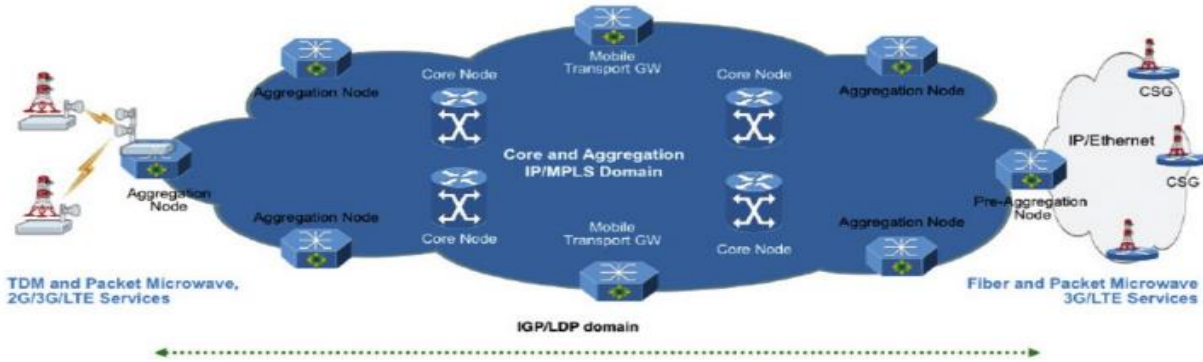 Mobile
Transport GW
Core Node
Core Node
Aggregation Node
Aggregation Node
CSG
IP/Ethernet
Core and Aggregation
IP/MPLS Domain
CSG
Aggregation
Node
Pre-Aggregation
Node
Aggregation Node
Aggregation Node
Core Node
Mobile
Transport GW
Core Node
TDM and Packet Microwave,
2G/3G/LTE Services
Fiber and Packet Microwave
3G/LTE Services
IGP/LDP domain